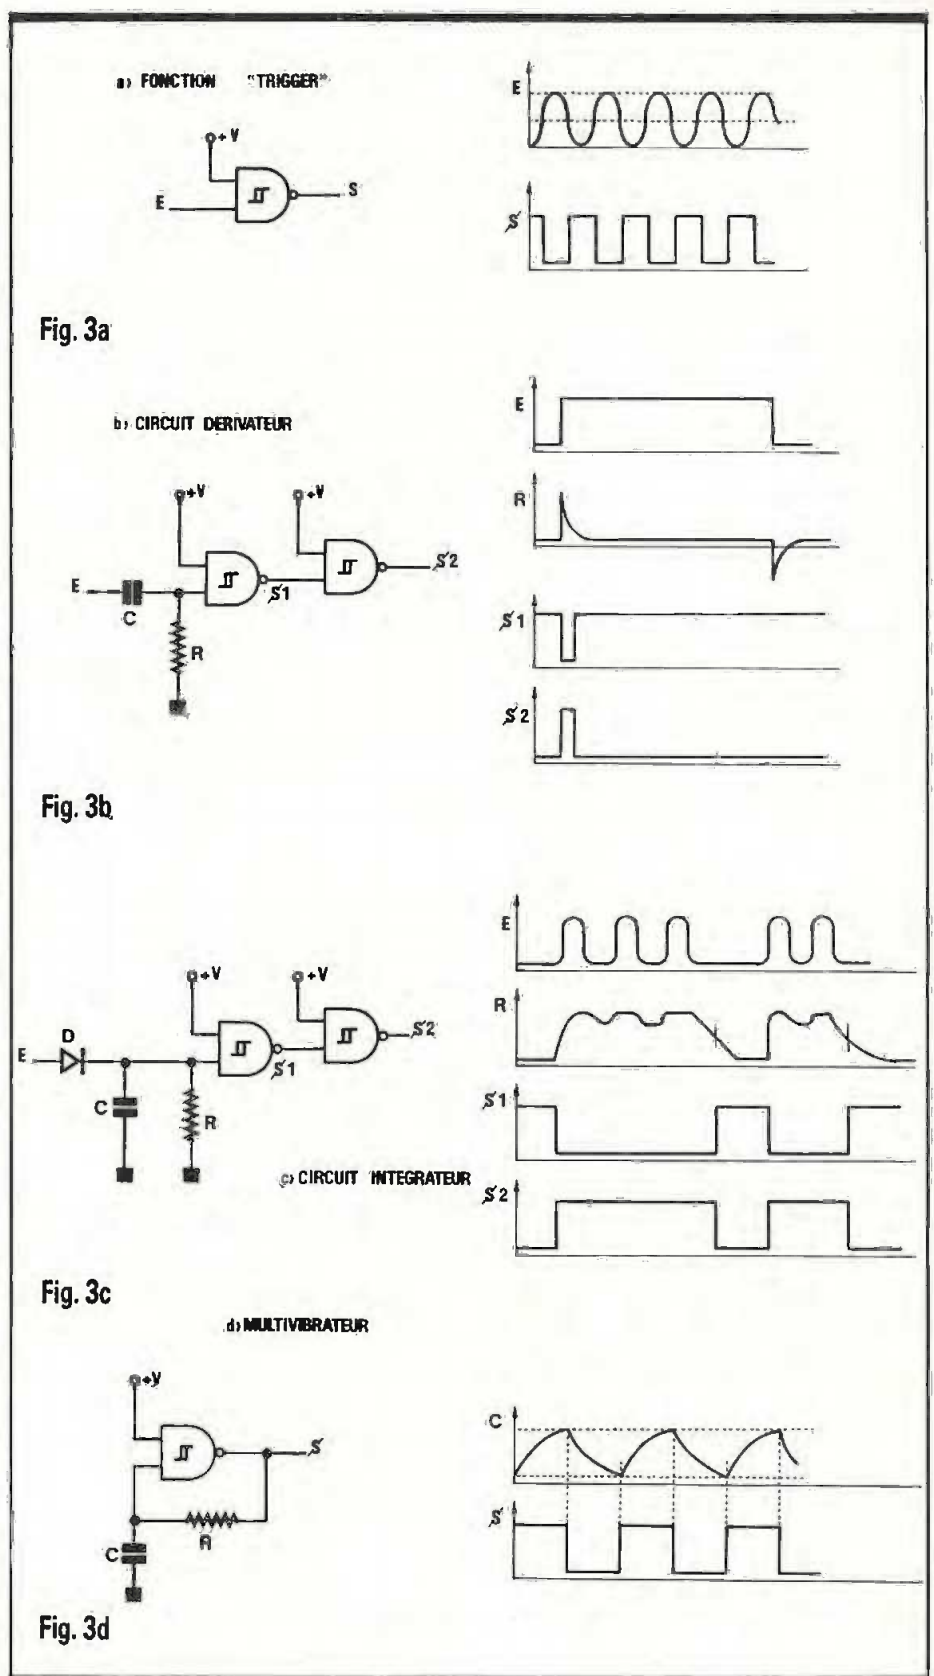 a) FONCTION "TRIGGER"
+V
E
S
E
S
Fig. 3a
b) CIRCUIT DERIVATEUR
+V
+V
E
C
R
S1
S2
E
R
S1
S2
Fig. 3b
+V
+V
D
E
C
R
S1
S2
c) CIRCUIT INTEGRATEUR
E
R
S1
S2
Fig. 3c
d) MULTIVIBRATEUR
+V
S
R
C
C
S
Fig. 3d